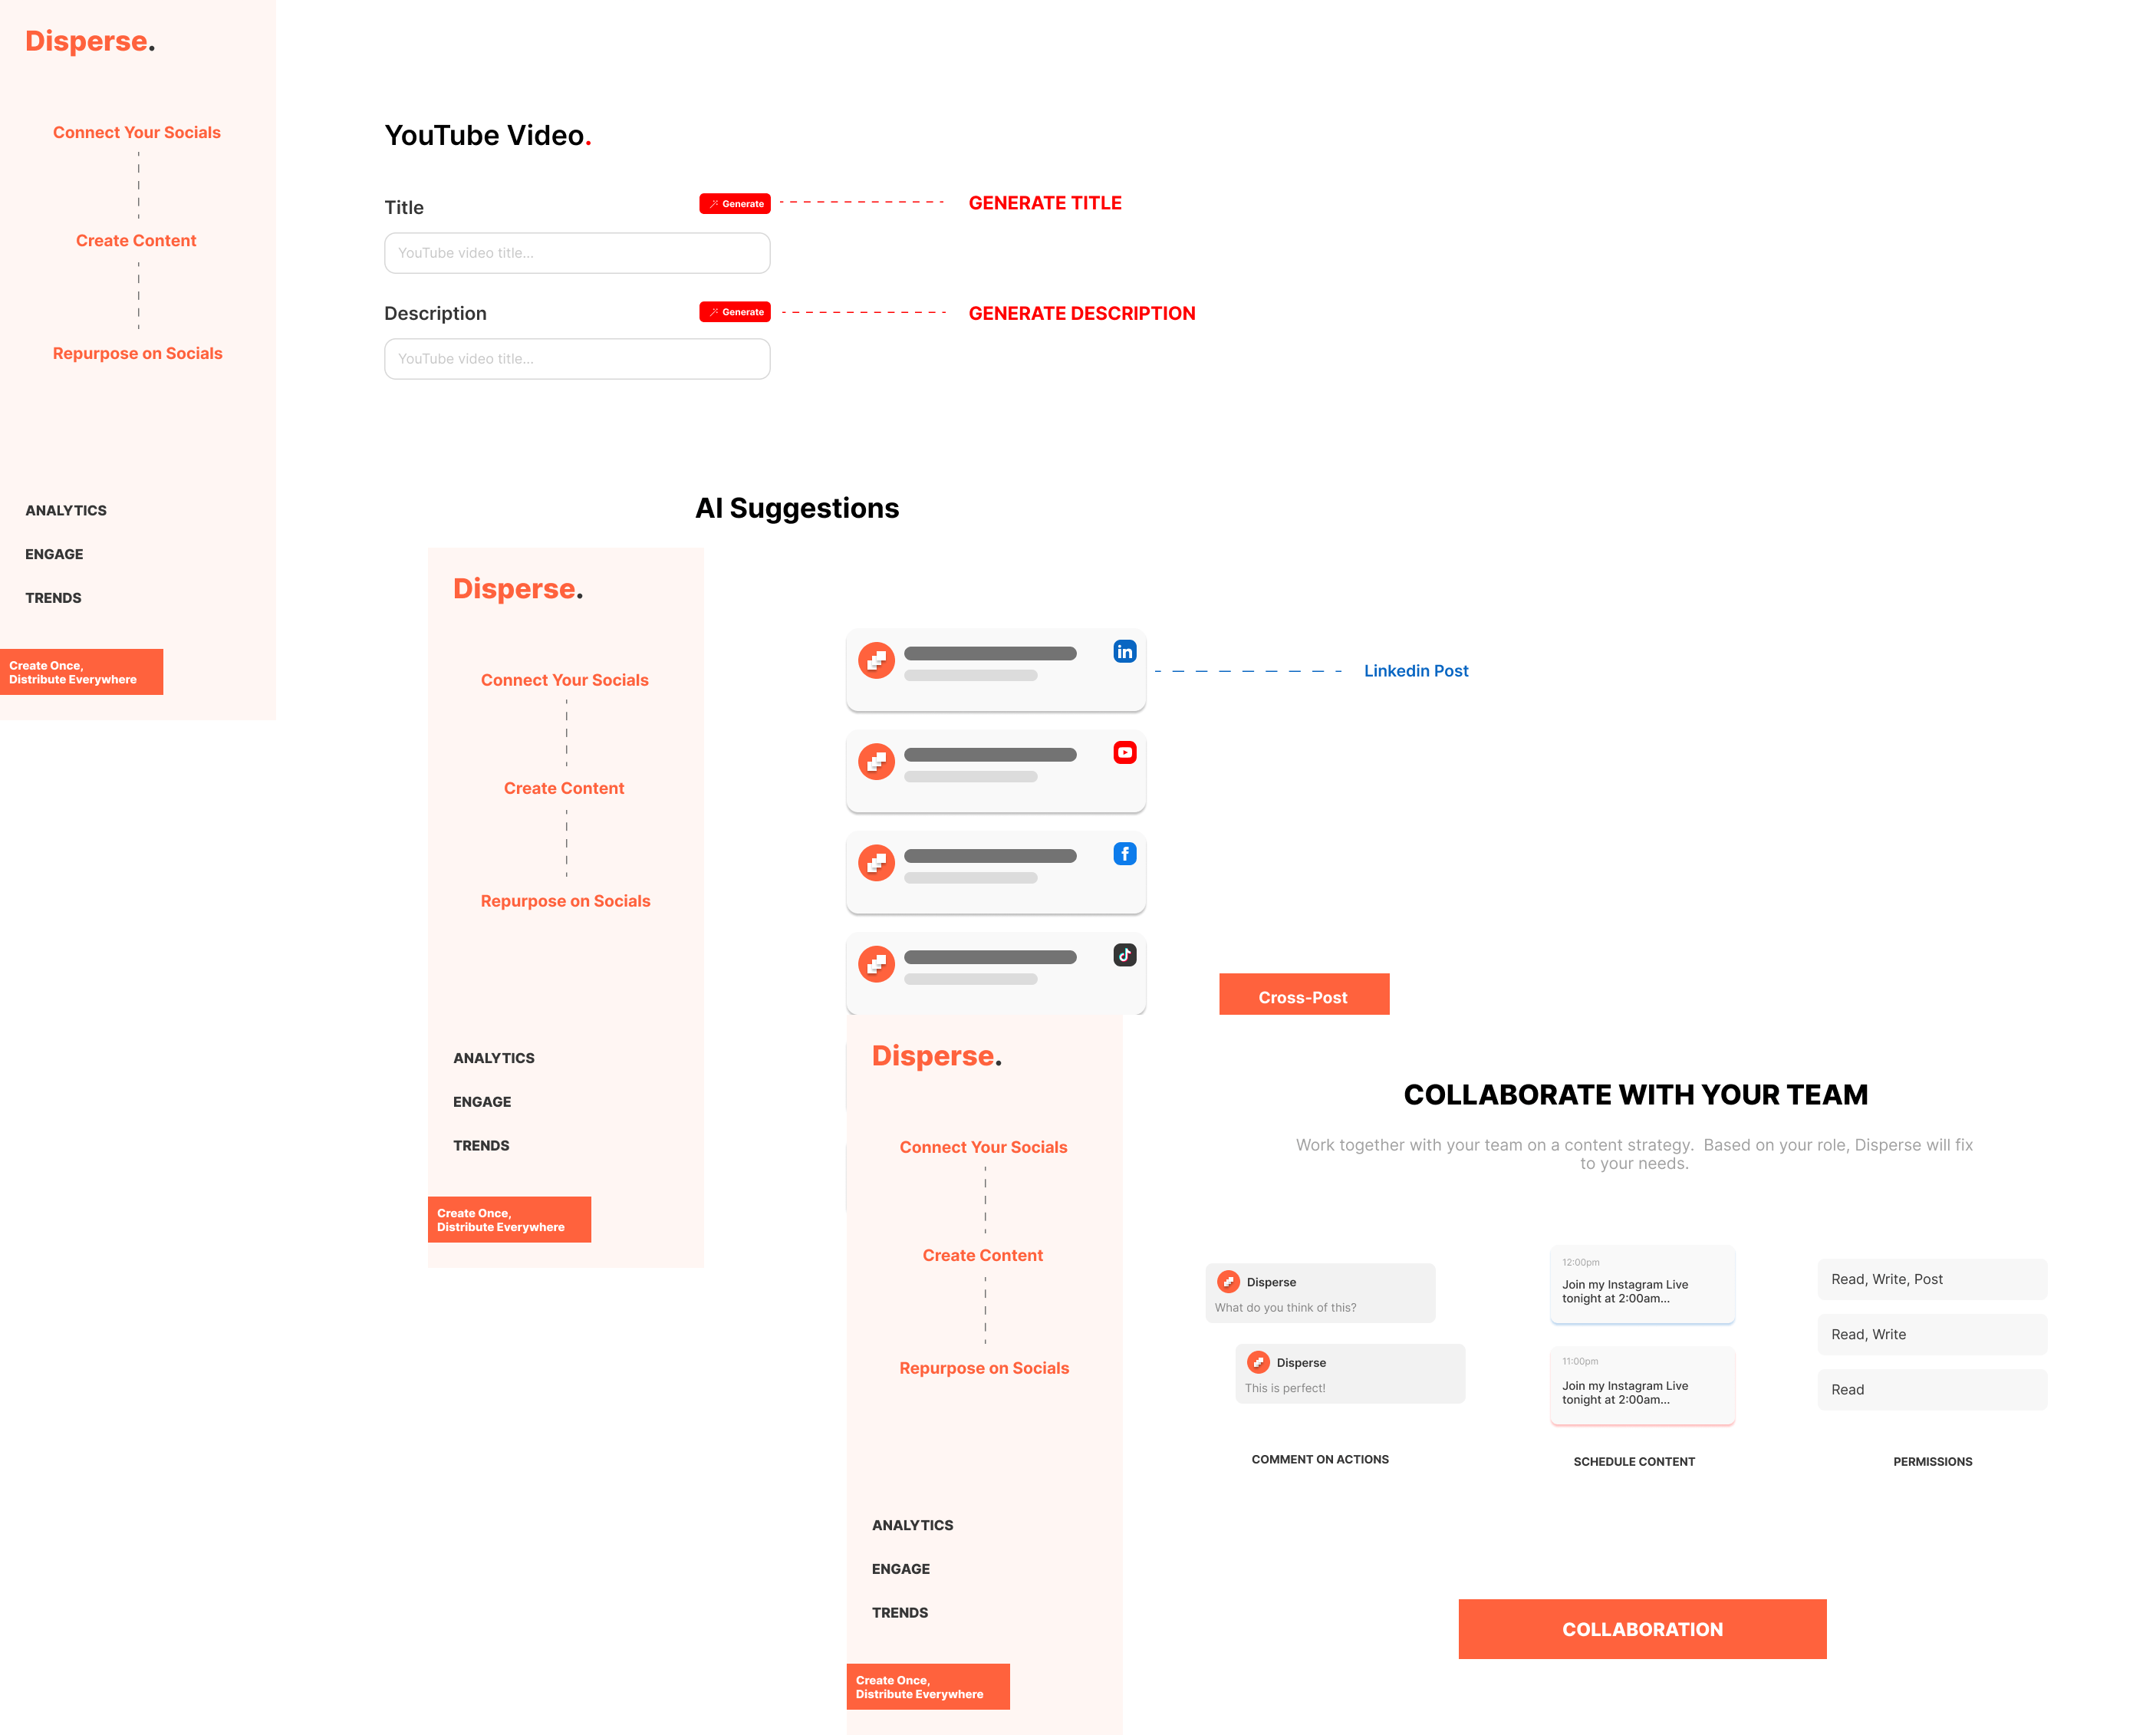 Disperse.
Connect Your Socials
Create Content
Repurpose on Socials
ANALYTICS
ENGAGE
TRENDS
Create Once,
Distribute Everywhere
YouTube Video.
Title
Generate
GENERATE TITLE
YouTube video title...
Description
Generate
GENERATE DESCRIPTION
YouTube video title...
AI Suggestions
Disperse.
Connect Your Socials
Create Content
Repurpose on Socials
ANALYTICS
ENGAGE
TRENDS
Create Once,
Distribute Everywhere
in
Linkedin Post
f
Cross-Post
Disperse.
Connect Your Socials
Create Content
Repurpose on Socials
ANALYTICS
ENGAGE
TRENDS
Create Once,
Distribute Everywhere
COLLABORATE WITH YOUR TEAM
Work together with your team on a content strategy.  Based on your role, Disperse will fix
to your needs.
Disperse
What do you think of this?
Disperse
This is perfect!
COMMENT ON ACTIONS
12:00pm
Join my Instagram Live
tonight at 2:00am...
11:00pm
Join my Instagram Live
tonight at 2:00am...
SCHEDULE CONTENT
Read, Write, Post
Read, Write
Read
PERMISSIONS
COLLABORATION